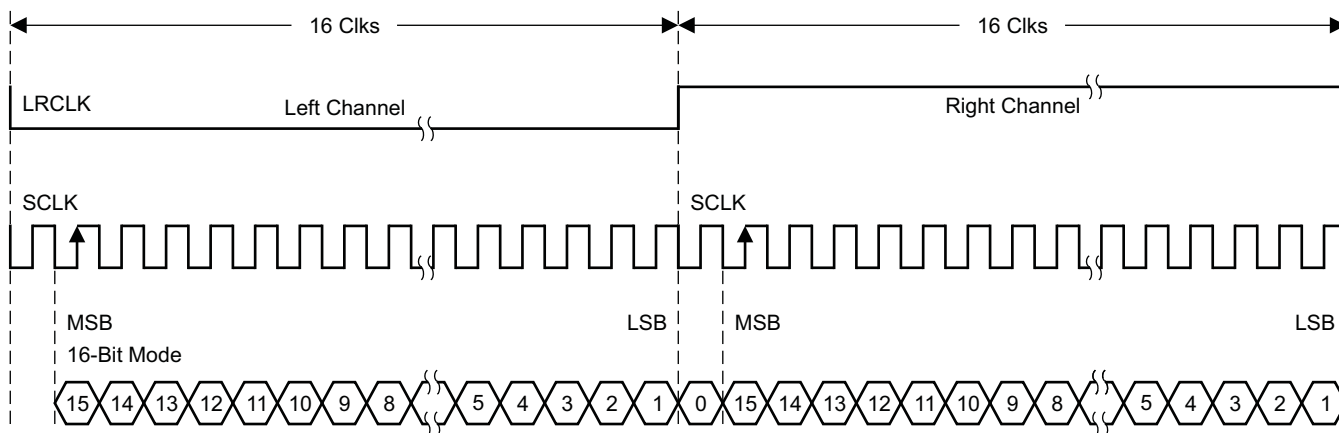 16 Clks 16 Clks
LRCLK Left Channel Right Channel
SCLK SCLK
MSB LSB MSB LSB
16-Bit Mode
15 14 13 12 11 10 9 8 5 4 3 2 1 0 15 14 13 12 11 10 9 8 5 4 3 2 1